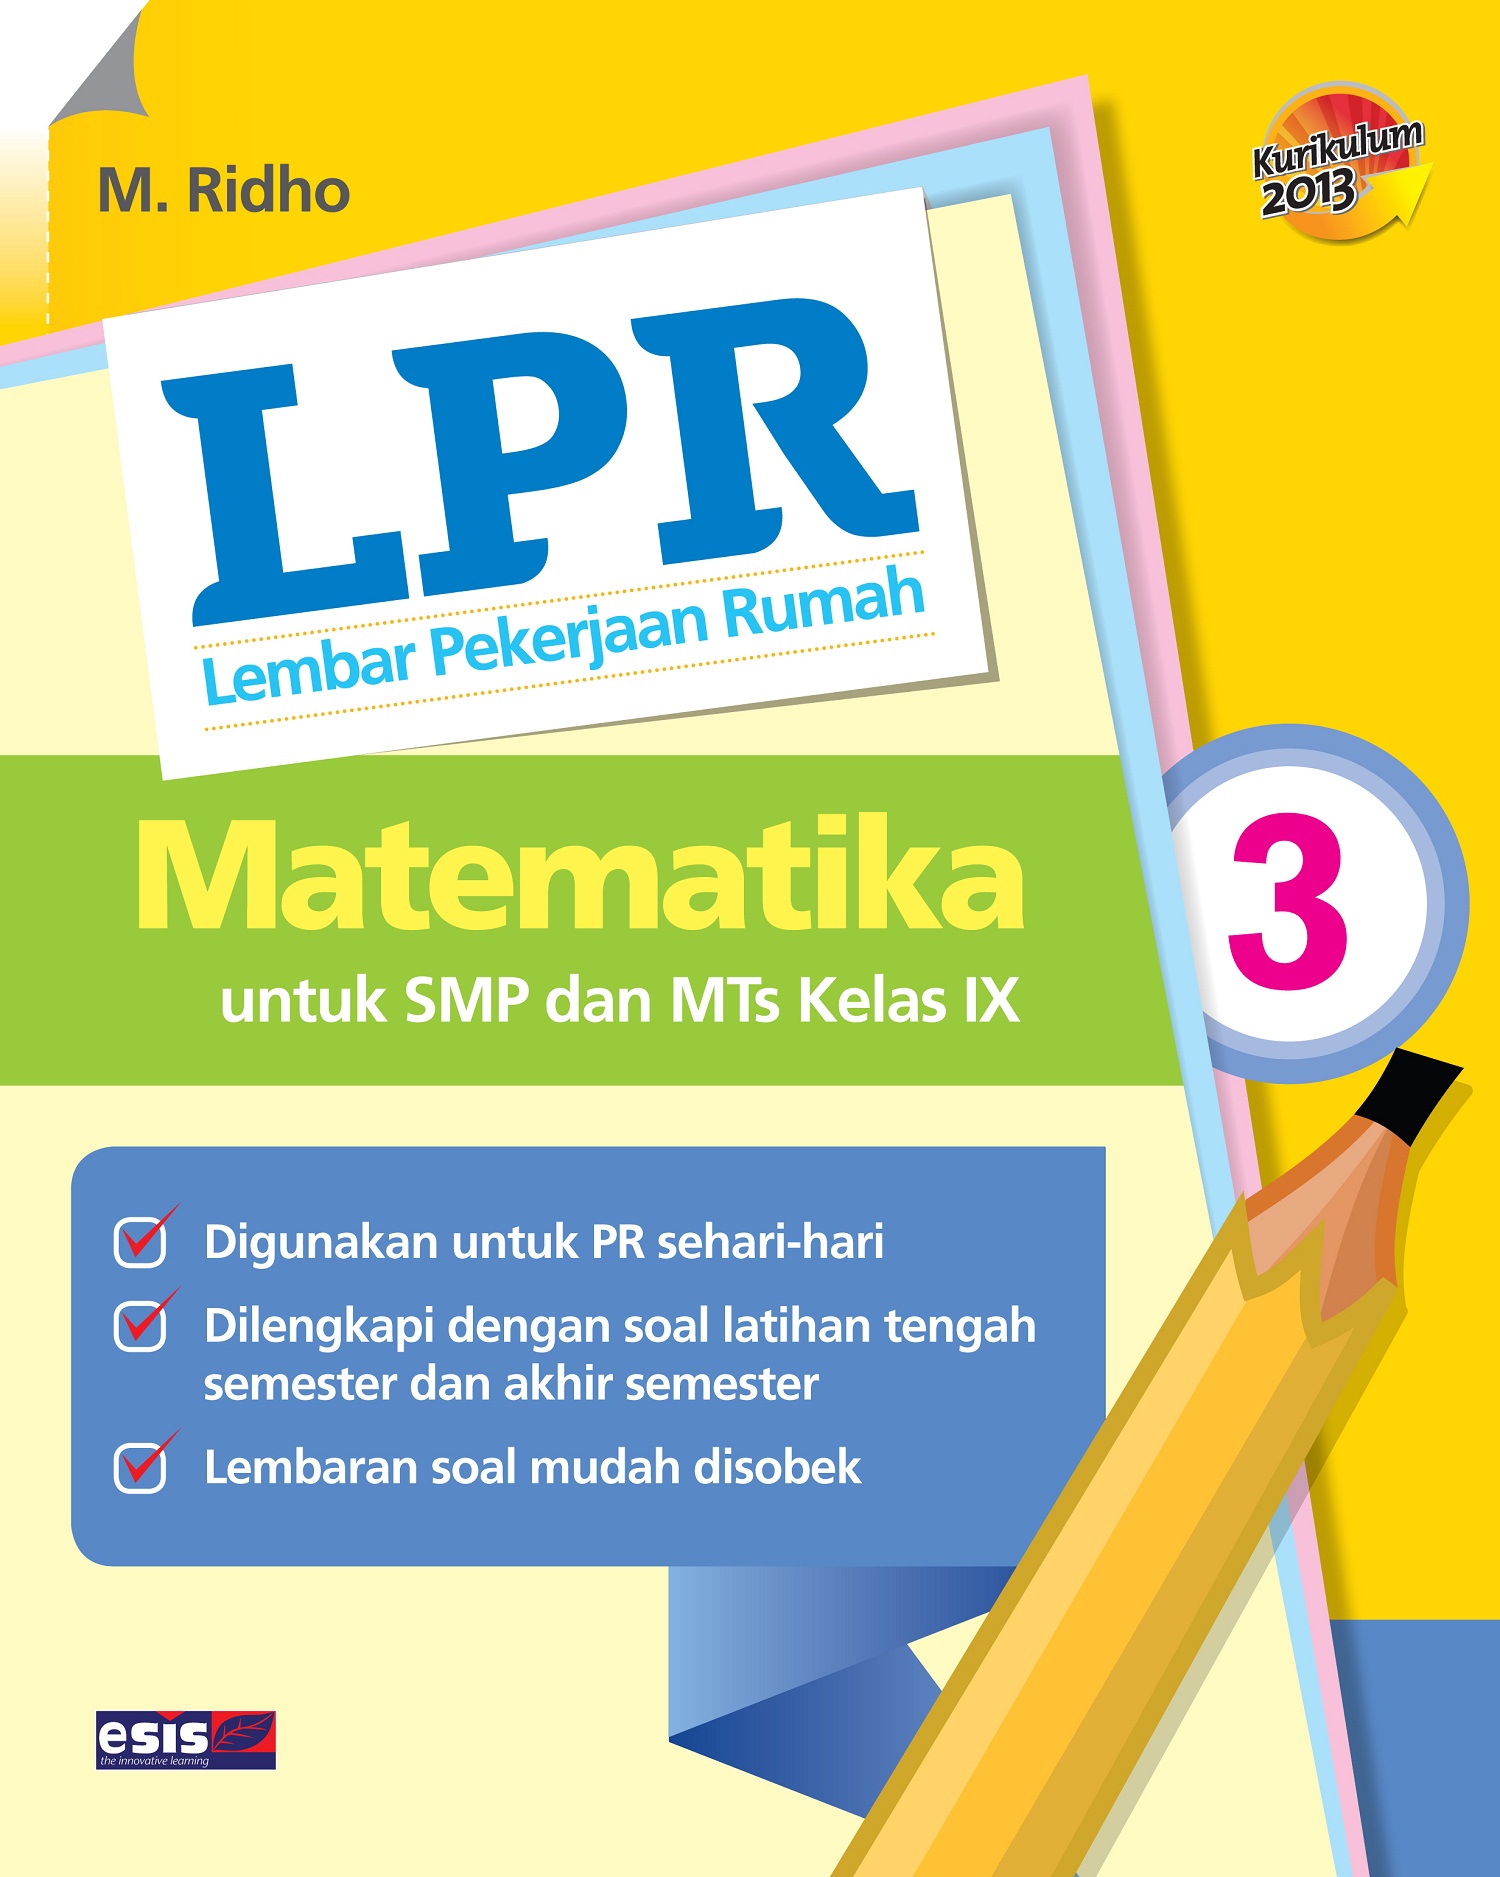 M. Ridho
Kurikulum
2013
LPR
Lembar Pekerjaan Rumah
Matematika
untuk SMP dan MTs Kelas IX
3
Digunakan untuk PR sehari-hari
Dilengkapi dengan soal latihan tengah
semester dan akhir semester
Lembaran soal mudah disobek
esis
the innovative learning